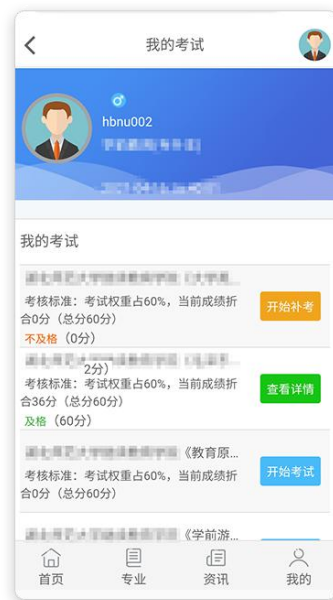 我的考试
hbnu002
我的考试
考核标准：考试权重占60%，当前成绩折
合0分（总分60分）
开始补考
不及格（0分）
2分）
考核标准：考试权重占60%，当前成绩折
合36分（总分60分）
查看详情
及格（60分）
《教育原...
考核标准：考试权重占60%，当前成绩折
合0分（总分60分）
开始考试
《学前游...
首页
专业
资讯
我的